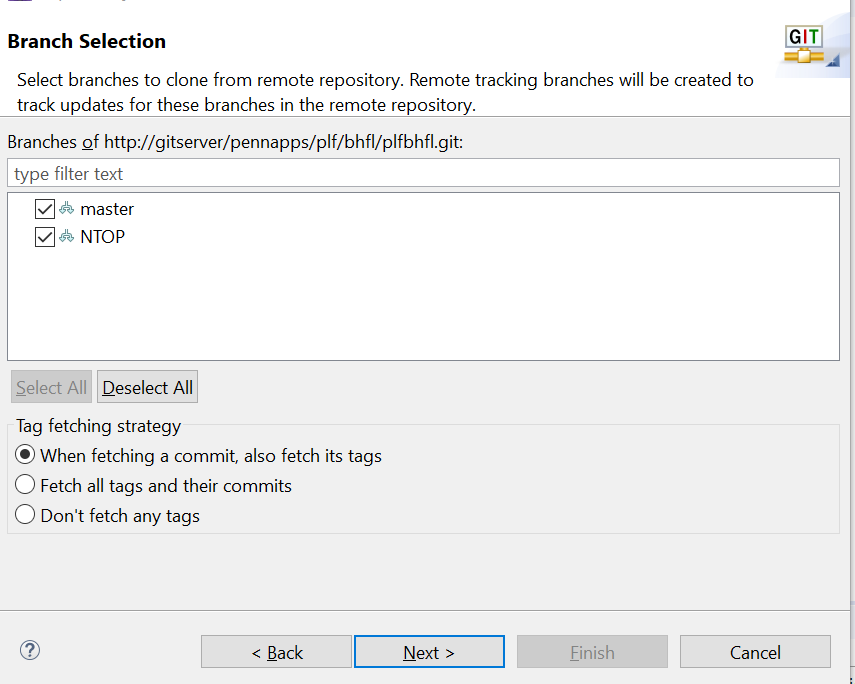 Branch Selection
GIT
Select branches to clone from remote repository. Remote tracking branches will be created to
track updates for these branches in the remote repository.
Branches of http://gitserver/pennapps/plf/bhfl/plfbhfl.git:
type filter text
master
NTOP
Select All Deselect All
Tag fetching strategy
When fetching a commit, also fetch its tags
Fetch all tags and their commits
Don't fetch any tags
? < Back Next > Finish Cancel